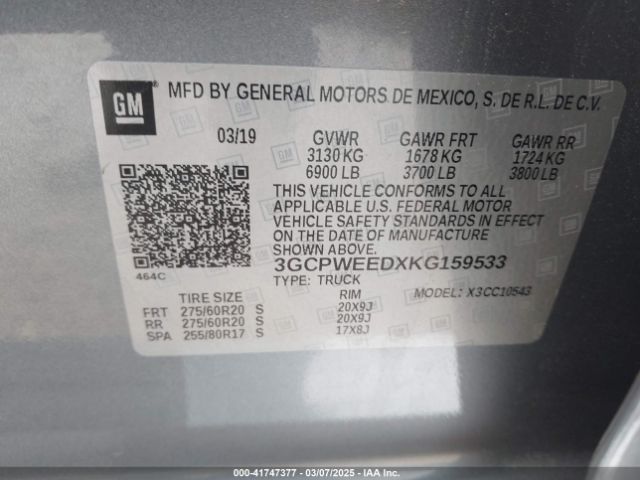 GM
MFD BY GENERAL MOTORS DE MEXICO, S. DE R.L. DE C.V.
03/19 GVWR GAWR FRT GAWR RR
3130 KG 1678 KG 1724 KG
6900 LB 3700 LB 3800 LB
THIS VEHICLE CONFORMS TO ALL
APPLICABLE U.S. FEDERAL MOTOR
VEHICLE SAFETY STANDARDS IN EFFECT
ON THE DATE OF MANUFACTURE SHOWN ABOVE.
3GCPWEEDXKG159533
464C
TYPE: TRUCK MODEL: X3CC10543
TIRE SIZE RIM
FRT 275/60R20 S 20X9J
RR 275/60R20 S 20X9J
SPA 255/80R17 S 17X8J
000-41747377 — 03/07/2025 — IAA Inc.